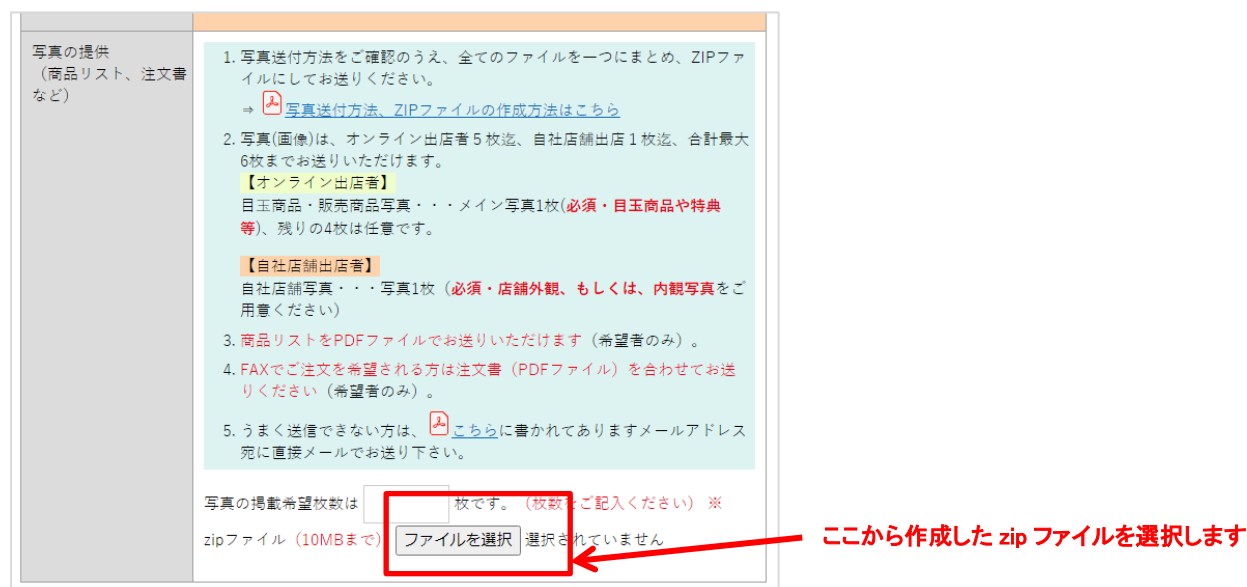 写真の提供
（商品リスト、注文書
など）
1. 写真送付方法をご確認のうえ、全てのファイルを一つにまとめ、ZIPファ
イルにしてお送りください。
⇒ 写真送付方法、ZIPファイルの作成方法はこちら
2. 写真(画像)は、オンライン出店者５枚迄、自社店舗出店１枚迄、合計最大
6枚までお送りいただけます。
【オンライン出店者】
目玉商品・販売商品写真・・・メイン写真1枚(必須・目玉商品や特典
等)、残りの4枚は任意です。
【自社店舗出店者】
自社店舗写真・・・写真1枚（必須・店舗外観、もしくは、内観写真をご
用意ください）
3. 商品リストをPDFファイルでお送りいただけます（希望者のみ）。
4. FAXでご注文を希望される方は注文書（PDFファイル）を合わせてお送
りください（希望者のみ）。
5. うまく送信できない方は、 こちらに書かれてありますメールアドレス
宛に直接メールでお送り下さい。
写真の掲載希望枚数は 枚です。（枚数をご記入ください）※
zipファイル（10MBまで） ファイルを選択 選択されていません
ここから作成した zip ファイルを選択します